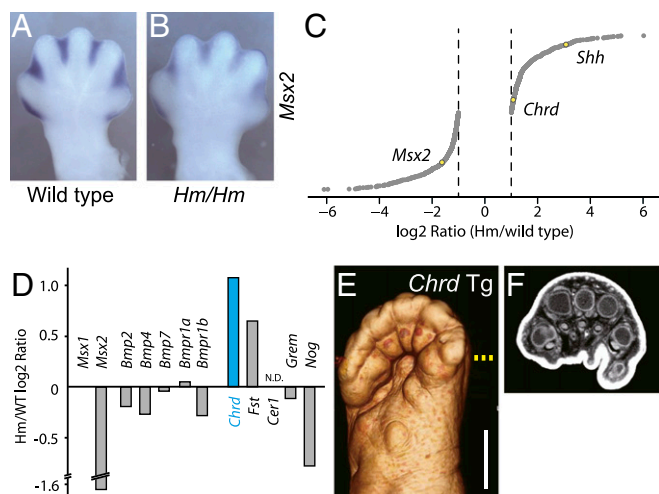 A
B
Msx2
Wild type
Hm/Hm
C
Shh
Chrd
Msx2
−6 −4 −2 0 2 4 6
log2 Ratio (Hm/wild type)
D
Hm/WT log2 Ratio
1.0
0.5
0
-0.5
-1.6
Msx1
Msx2
Bmp2
Bmp4
Bmp7
Bmpr1a
Bmpr1b
Chrd
Fst
N.D.
Cer1
Grem
Nog
E
Chrd Tg
F